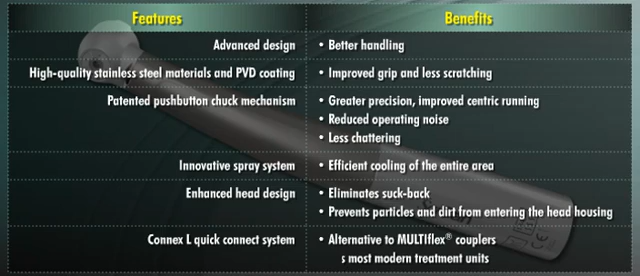 Features Benefits
Advanced design • Better handling
High-quality stainless steel materials and PVD coating • Improved grip and less scratching
Patented pushbutton chuck mechanism • Greater precision, improved centric running
• Reduced operating noise
• Less chattering
Innovative spray system • Efficient cooling of the entire area
Enhanced head design • Eliminates suck-back
• Prevents particles and dirt from entering the head housing
Connex L quick connect system • Alternative to MULTIflex® couplers
s most modern treatment units